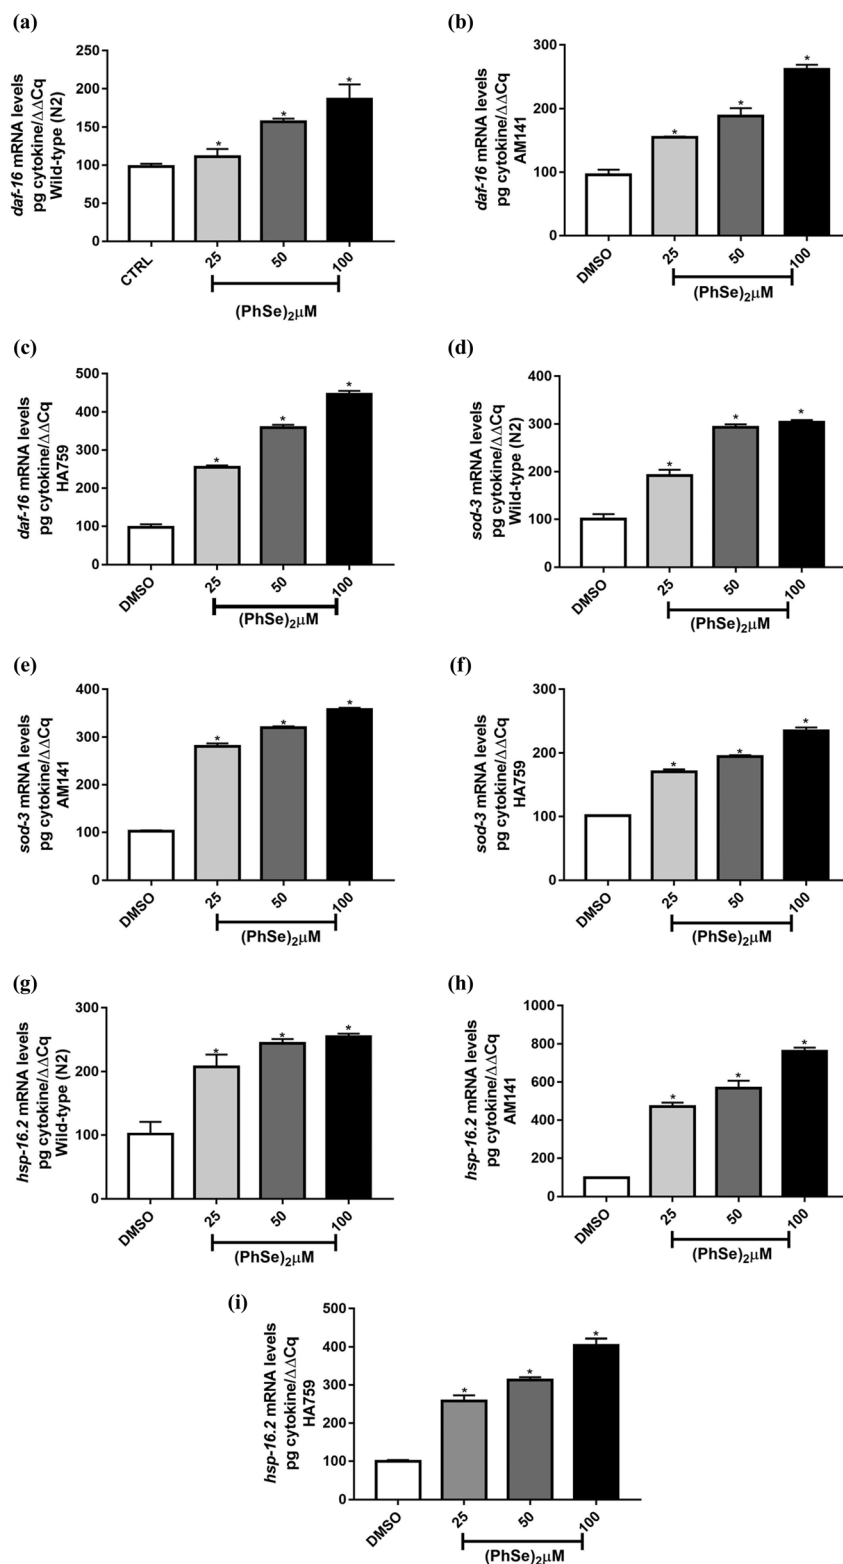 (a)
daf-16 mRNA levels
pg cytokine/ΔΔCq
Wild-type (N2)
250
200
150
100
50
0
*
*
*
CTRL
25
50
100
(PhSe)₂μM
(b)
daf-16 mRNA levels
pg cytokine/ΔΔCq
AM141
300
200
100
0
*
*
*
DMSO
25
50
100
(PhSe)₂μM
(c)
daf-16 mRNA levels
pg cytokine/ΔΔCq
HA759
500
400
300
200
100
0
*
*
*
DMSO
25
50
100
(PhSe)₂μM
(d)
sod-3 mRNA levels
pg cytokine/ΔΔCq
Wild-type (N2)
400
300
200
100
0
*
*
*
DMSO
25
50
100
(PhSe)₂μM
(e)
sod-3 mRNA levels
pg cytokine/ΔΔCq
AM141
400
300
200
100
0
*
*
*
DMSO
25
50
100
(PhSe)₂μM
(f)
sod-3 mRNA levels
pg cytokine/ΔΔCq
HA759
300
200
100
0
*
*
*
DMSO
25
50
100
(PhSe)₂μM
(g)
hsp-16.2 mRNA levels
pg cytokine/ΔΔCq
Wild-type (N2)
300
200
100
0
*
*
*
DMSO
25
50
100
(PhSe)₂μM
(h)
hsp-16.2 mRNA levels
pg cytokine/ΔΔCq
AM141
1000
800
600
400
200
0
*
*
*
DMSO
25
50
100
(PhSe)₂μM
(i)
hsp-16.2 mRNA levels
pg cytokine/ΔΔCq
HA759
500
400
300
200
100
0
*
*
*
DMSO
25
50
100
(PhSe)₂μM